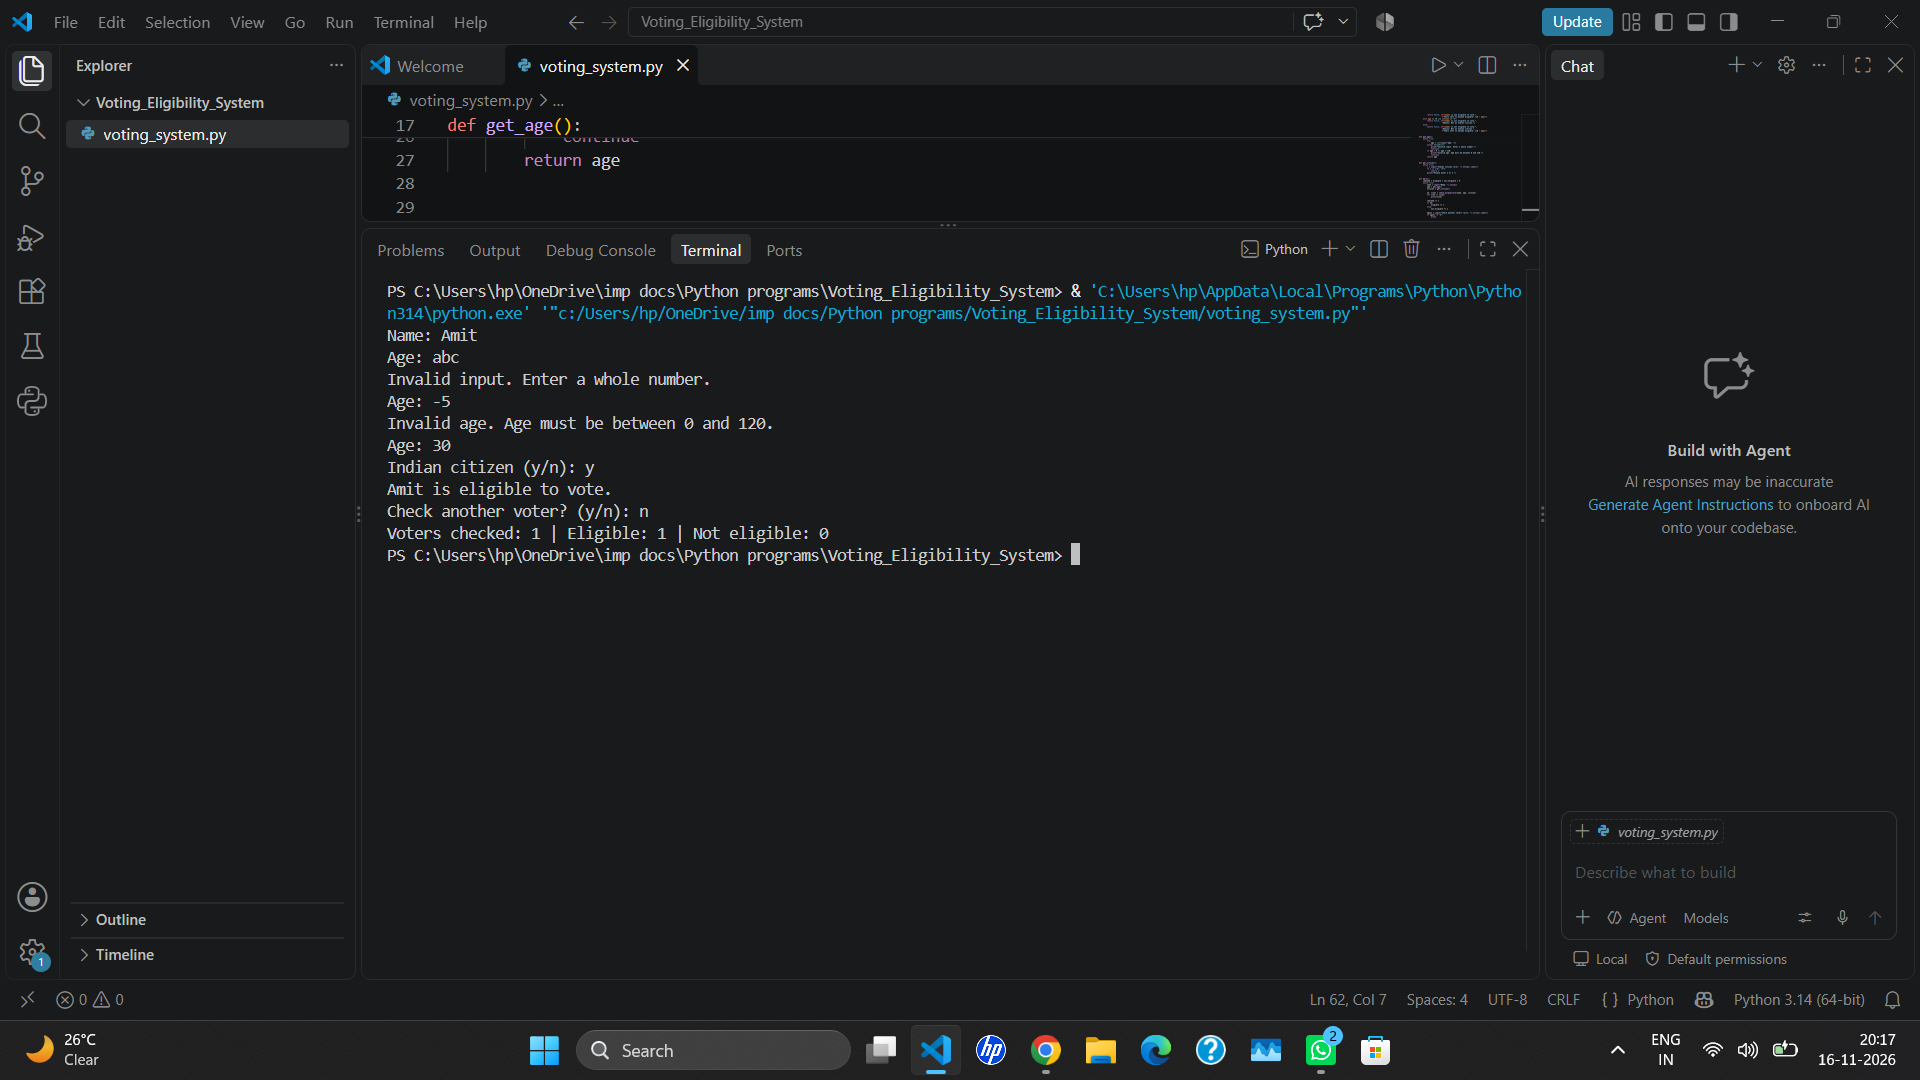 File Edit Selection View Go Run Terminal Help
Voting_Eligibility_System
Update
Explorer
Voting_Eligibility_System
voting_system.py
Outline
Timeline
Welcome
voting_system.py
voting_system.py > ...
17 def get_age():
26 continue
27 return age
28
29
Problems Output Debug Console Terminal Ports
Python
PS C:\Users\hp\OneDrive\imp docs\Python programs\Voting_Eligibility_System> & 'C:\Users\hp\AppData\Local\Programs\Python\Pytho
n314\python.exe' '"c:/Users/hp/OneDrive/imp docs/Python programs/Voting_Eligibility_System/voting_system.py"'
Name: Amit
Age: abc
Invalid input. Enter a whole number.
Age: -5
Invalid age. Age must be between 0 and 120.
Age: 30
Indian citizen (y/n): y
Amit is eligible to vote.
Check another voter? (y/n): n
Voters checked: 1 | Eligible: 1 | Not eligible: 0
PS C:\Users\hp\OneDrive\imp docs\Python programs\Voting_Eligibility_System>
Chat
Build with Agent
AI responses may be inaccurate
Generate Agent Instructions to onboard AI
onto your codebase.
voting_system.py
Describe what to build
Agent Models
Local Default permissions
1
0 0
Ln 62, Col 7 Spaces: 4 UTF-8 CRLF { } Python Python 3.14 (64-bit)
26°C
Clear
Search
hp
2
ENG
IN
20:17
16-11-2026